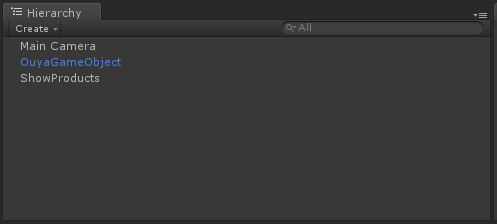 Hierarchy
Create All
Main Camera
OuyaGameObject
ShowProducts